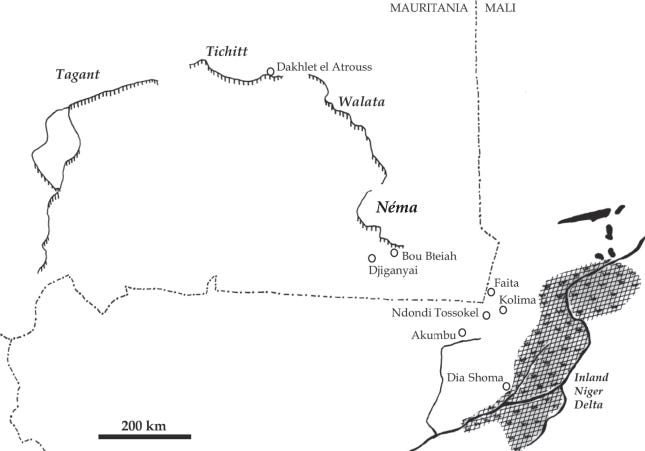 MAURITANIA MALI
Tichitt
Tagant
Dakhlet el Atrouss
Walata
Néma
Bou Bteiah
Djiganyai
Faita
Kolima
Ndondi Tossokel
Akumbu
Dia Shoma
Inland
Niger
Delta
200 km